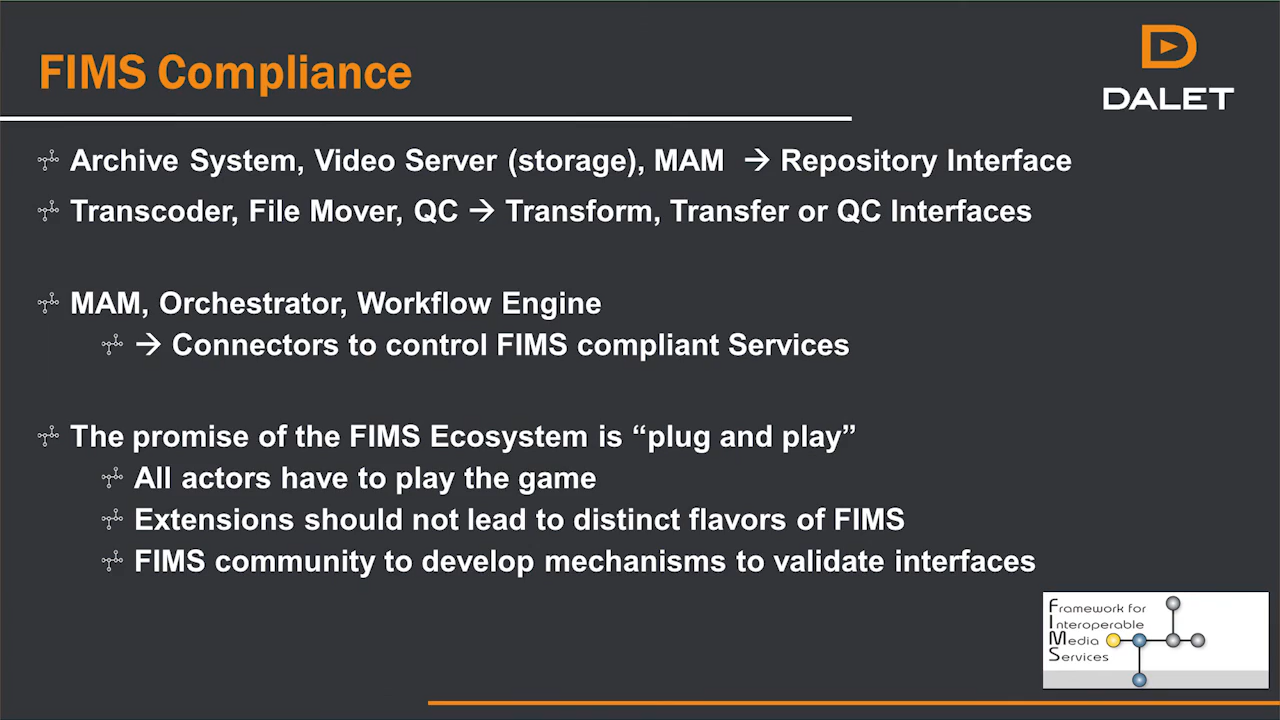 FIMS Compliance
DALET
Archive System, Video Server (storage), MAM → Repository Interface
Transcoder, File Mover, QC → Transform, Transfer or QC Interfaces
MAM, Orchestrator, Workflow Engine
→ Connectors to control FIMS compliant Services
The promise of the FIMS Ecosystem is “plug and play”
All actors have to play the game
Extensions should not lead to distinct flavors of FIMS
FIMS community to develop mechanisms to validate interfaces
Framework for
Interoperable
Media
Services